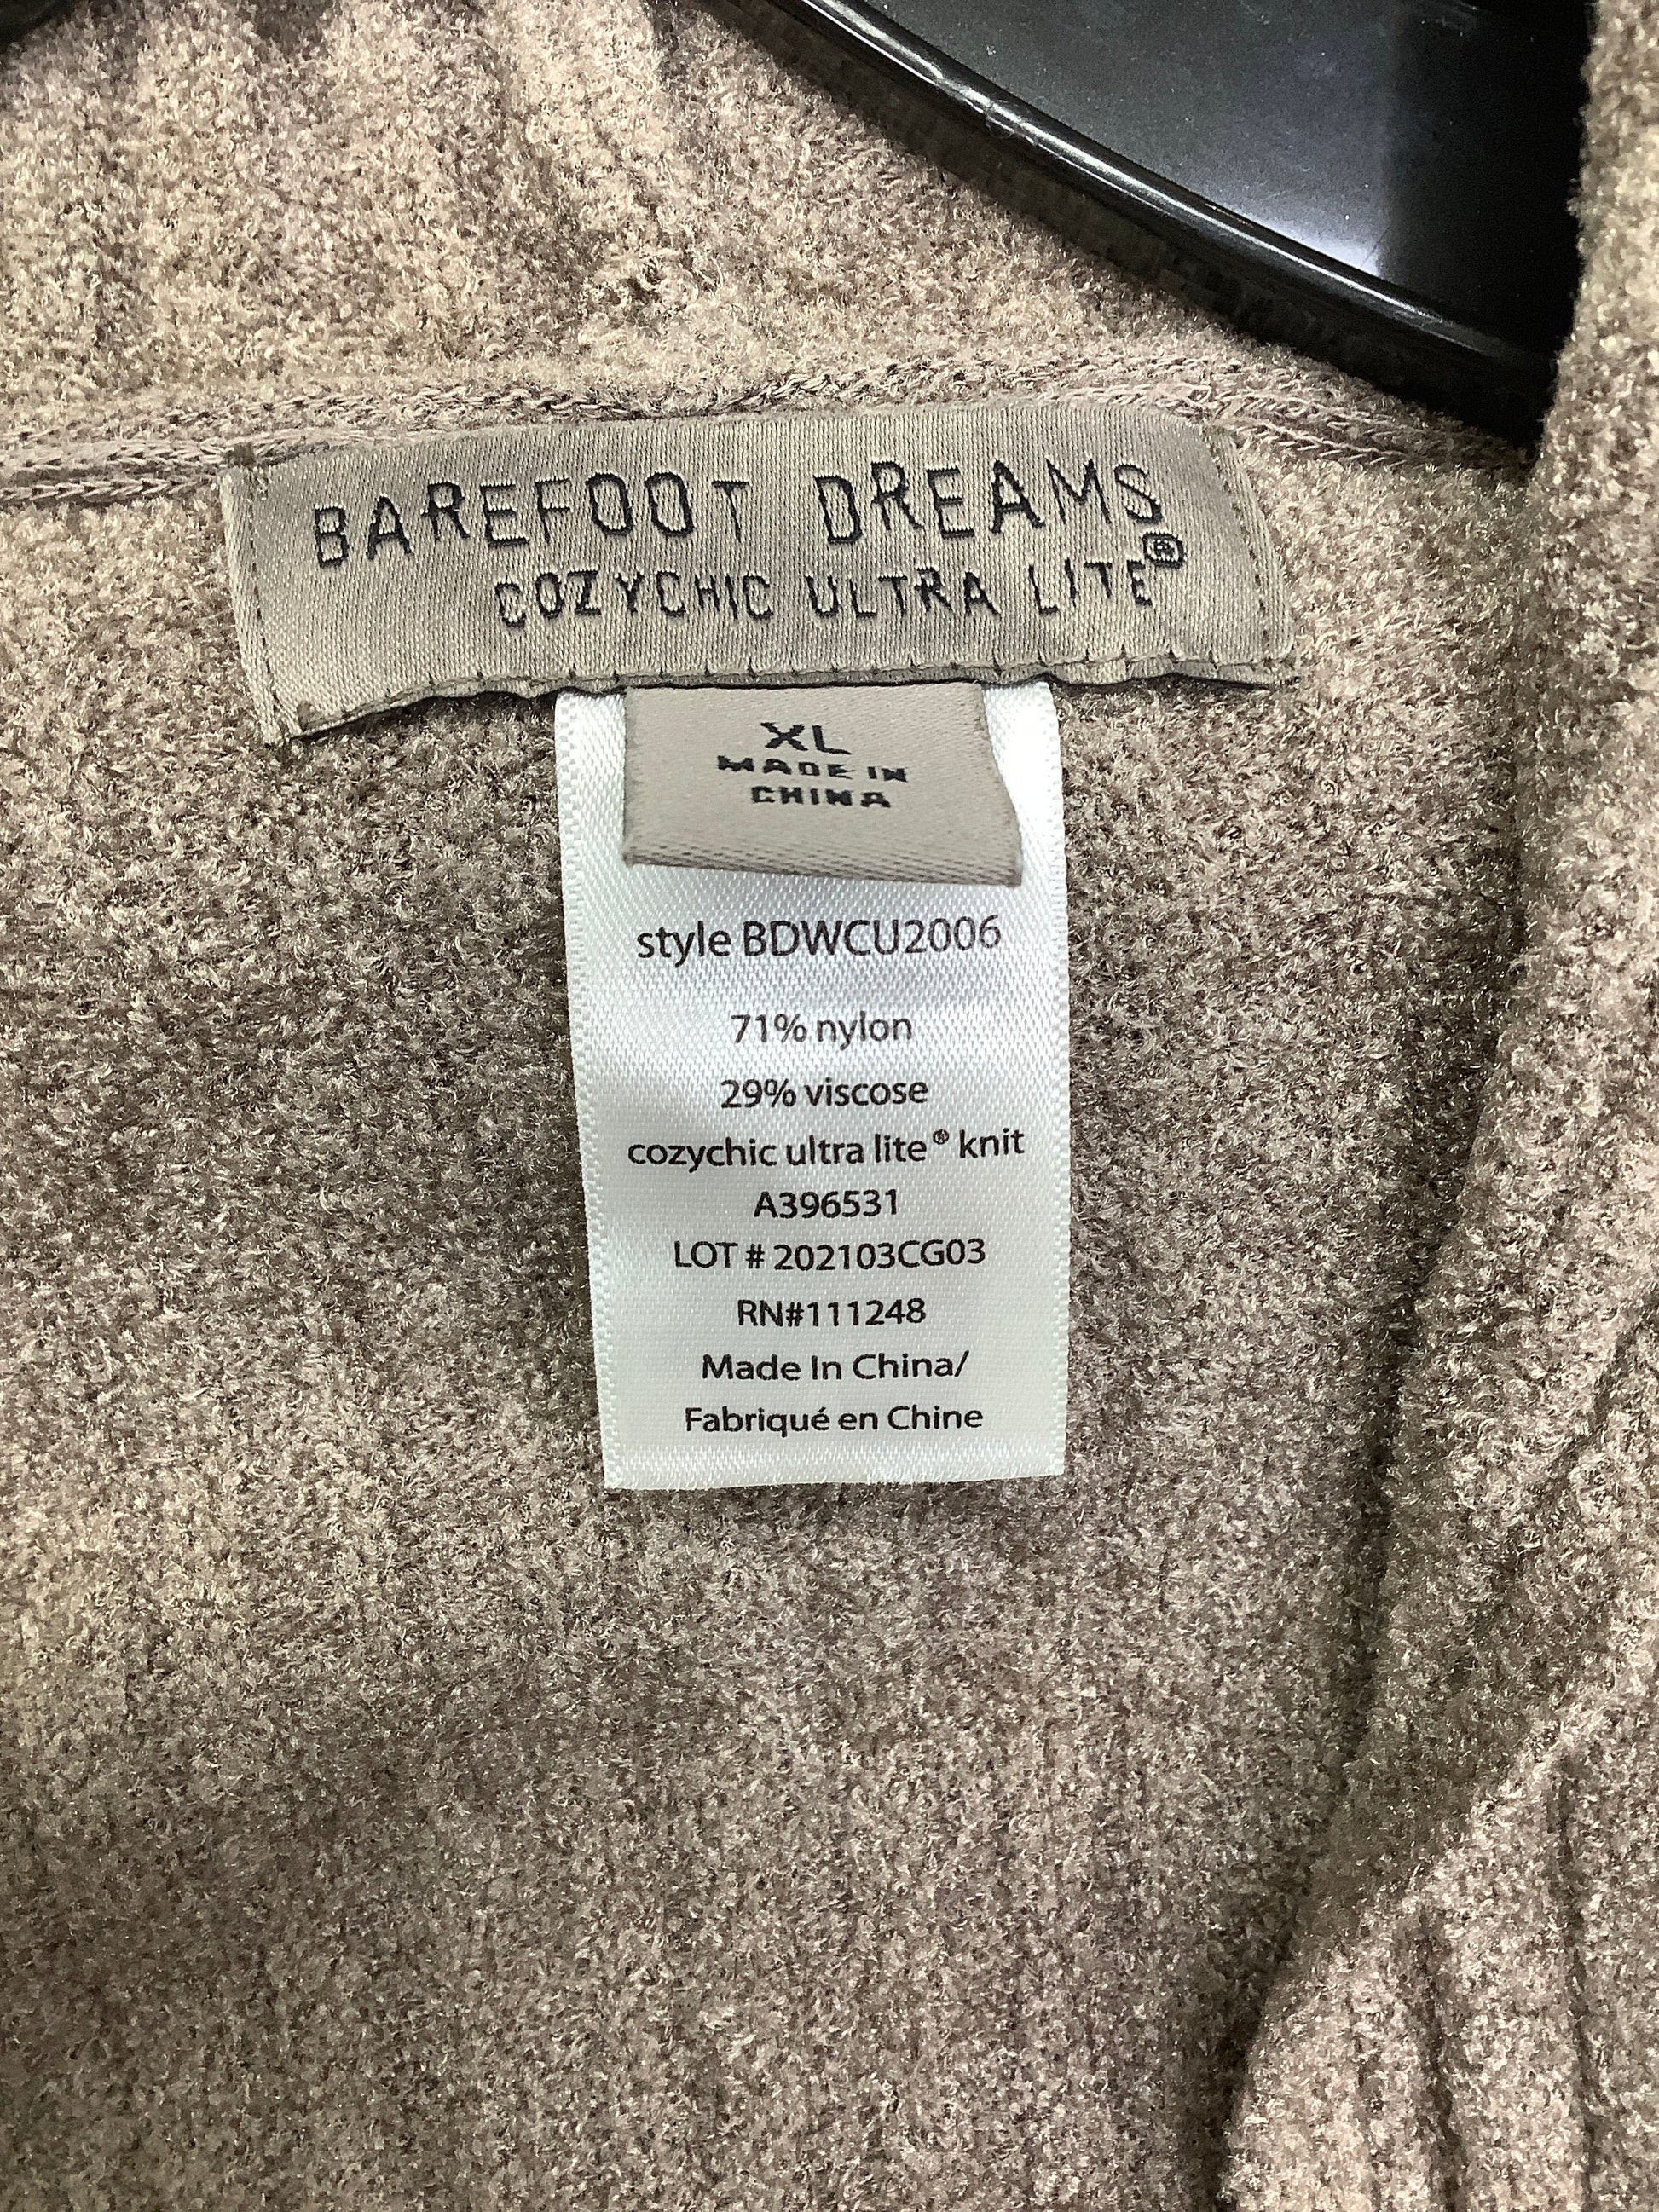 BAREFOOT DREAMS
COZYCHIC ULTRA LITE®
XL
MADE IN
CHINA
style BDWCU2006
71% nylon
29% viscose
cozychic ultra lite® knit
A396531
LOT # 202103CG03
RN#111248
Made In China/
Fabriqué en Chine